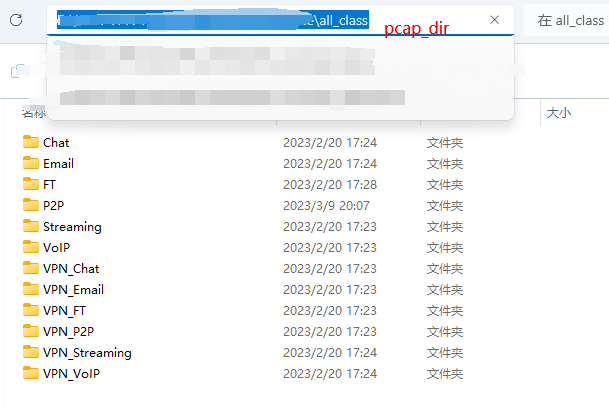 \all_class
在 all_class
pcap_dir
名称
大小
Chat 2023/2/20 17:24 文件夹
Email 2023/2/20 17:24 文件夹
FT 2023/2/20 17:28 文件夹
P2P 2023/3/9 20:07 文件夹
Streaming 2023/2/20 17:23 文件夹
VoIP 2023/2/20 17:23 文件夹
VPN_Chat 2023/2/20 17:23 文件夹
VPN_Email 2023/2/20 17:23 文件夹
VPN_FT 2023/2/20 17:23 文件夹
VPN_P2P 2023/2/20 17:23 文件夹
VPN_Streaming 2023/2/20 17:24 文件夹
VPN_VoIP 2023/2/20 17:24 文件夹